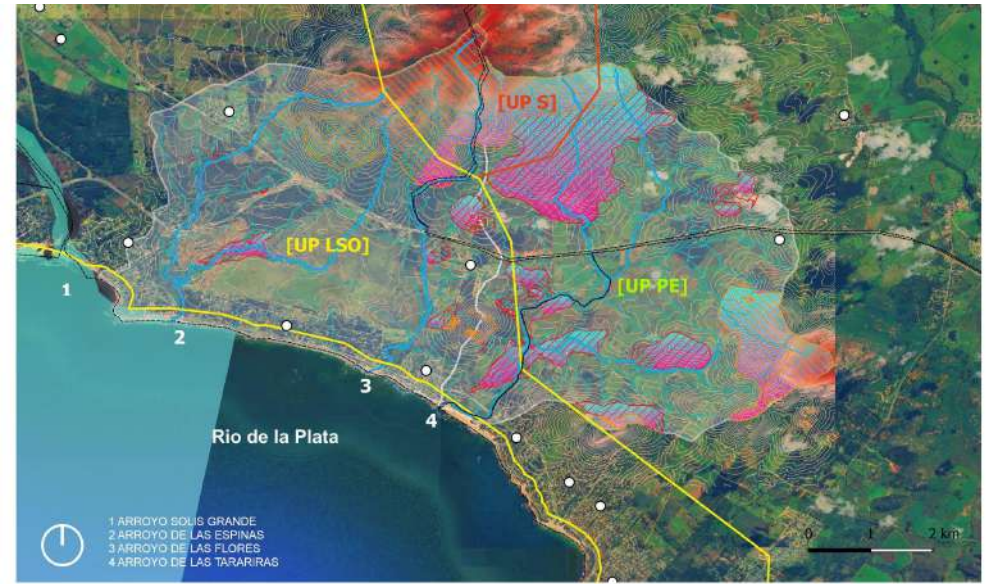 [UP S]
[UP LSO]
[UP PE]
1
2
3
4
Rio de la Plata
1 ARROYO SOLIS GRANDE
2 ARROYO DE LAS ESPINAS
3 ARROYO DE LAS FLORES
4 ARROYO DE LAS TARARIRAS
0 1 2 km